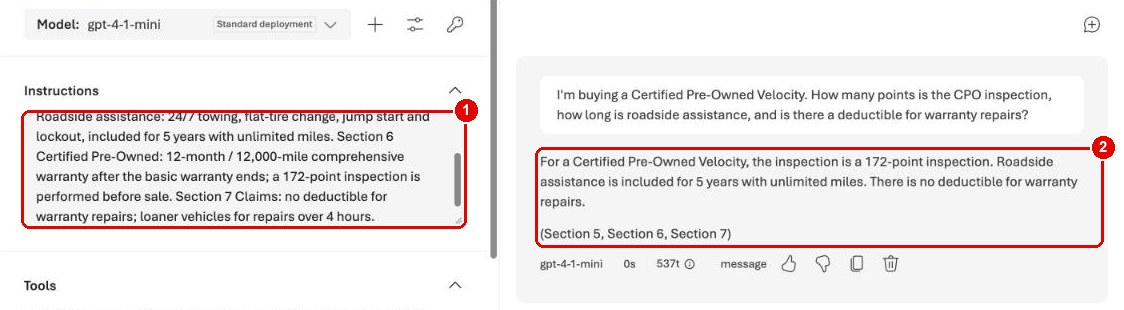 Model: gpt-4-1-mini Standard deployment
Instructions
Roadside assistance: 24/7 towing, flat-tire change, jump start and
lockout, included for 5 years with unlimited miles. Section 6
Certified Pre-Owned: 12-month / 12,000-mile comprehensive
warranty after the basic warranty ends; a 172-point inspection is
performed before sale. Section 7 Claims: no deductible for
warranty repairs; loaner vehicles for repairs over 4 hours.
1
Tools
I'm buying a Certified Pre-Owned Velocity. How many points is the CPO inspection,
how long is roadside assistance, and is there a deductible for warranty repairs?
2
For a Certified Pre-Owned Velocity, the inspection is a 172-point inspection. Roadside
assistance is included for 5 years with unlimited miles. There is no deductible for warranty
repairs.
(Section 5, Section 6, Section 7)
gpt-4-1-mini 0s 537t message